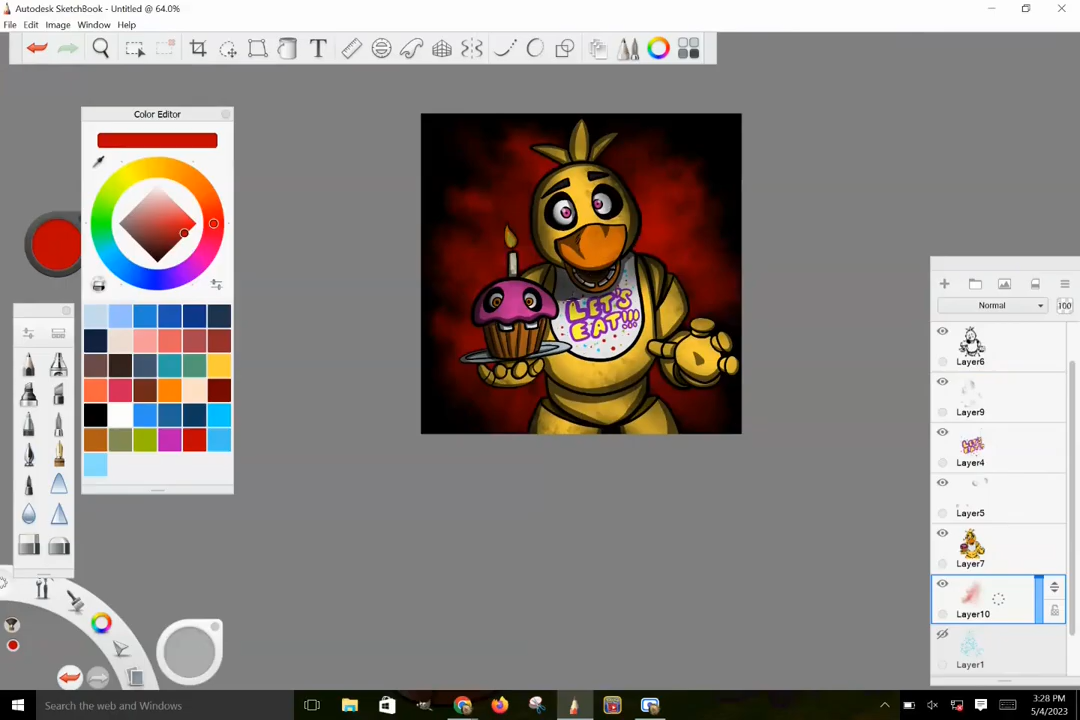 Autodesk SketchBook - Untitled @ 64.0%
File Edit Image Window Help
T
Color Editor
LET'S
EAT!!!
Normal
100
Layer6
Layer9
Layer4
Layer5
Layer7
Layer10
Layer1
Search the web and Windows
3:28 PM
5/4/2023